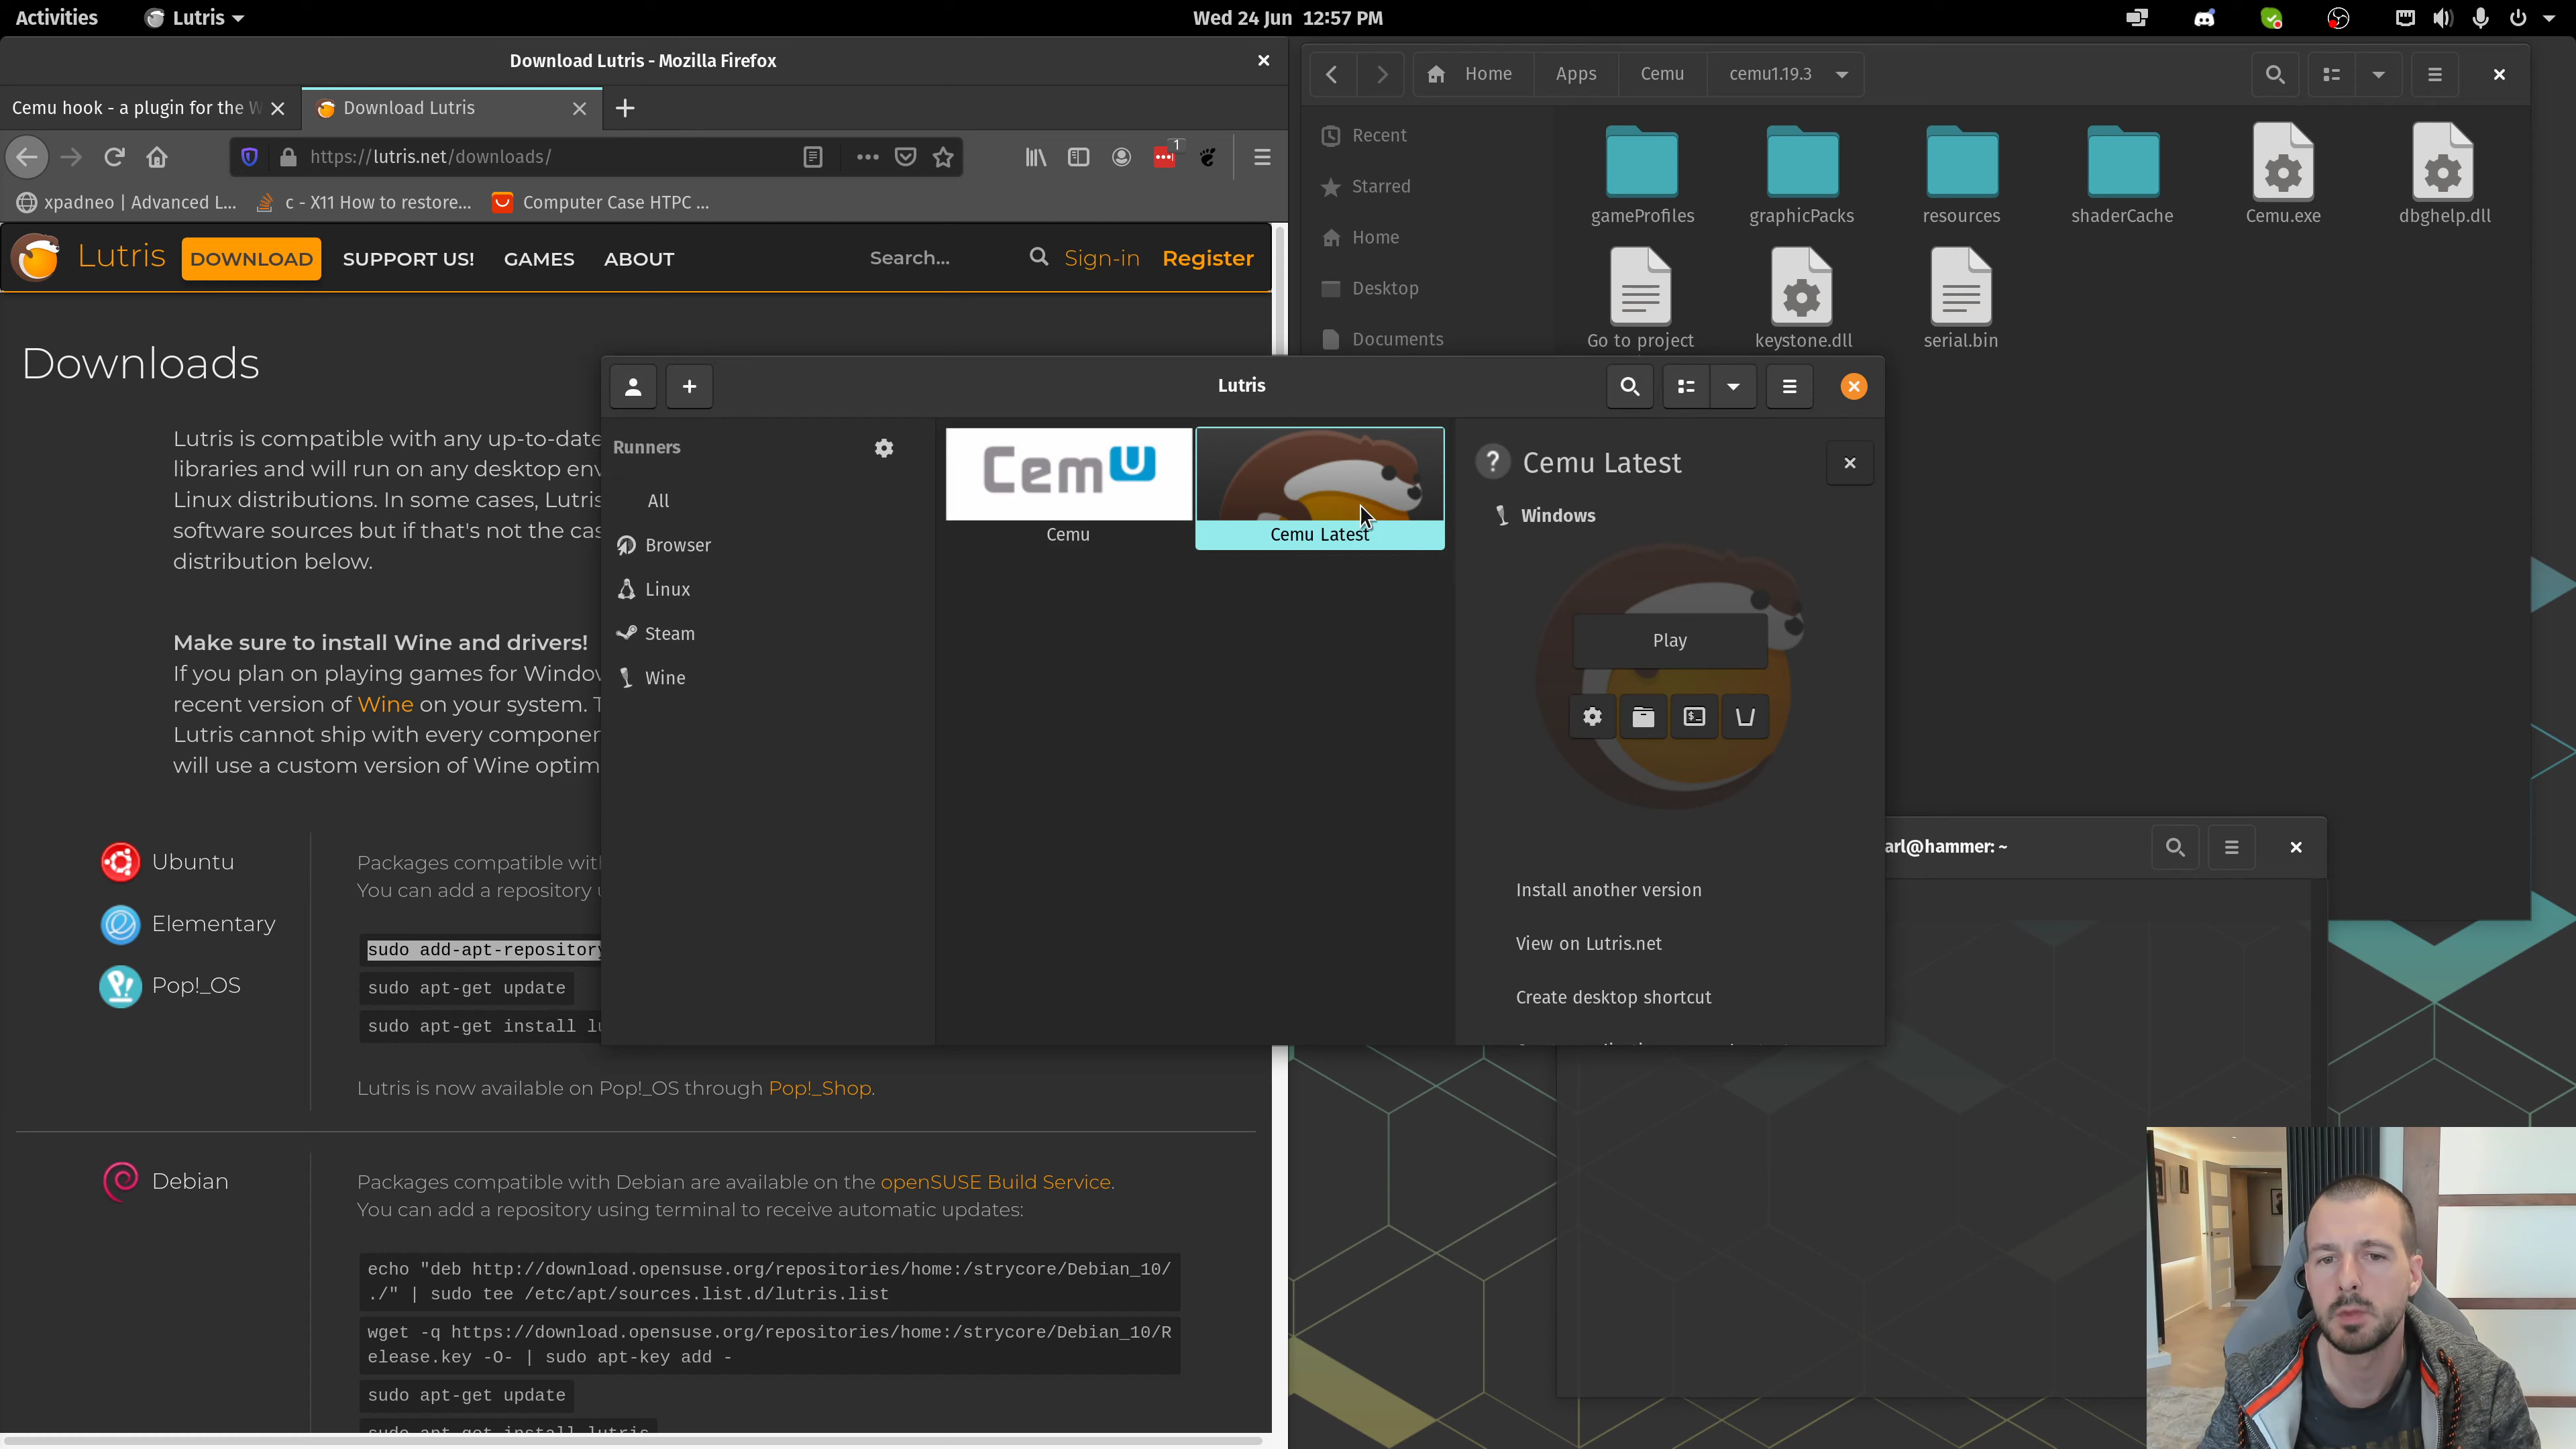 Activities
Lutris
Wed 24 Jun 12:57 PM
Download Lutris - Mozilla Firefox
Cemu hook - a plugin for the W
Download Lutris
https://lutris.net/downloads/
1
xpadneo | Advanced L...
c - X11 How to restore...
Computer Case HTPC ...
Lutris
DOWNLOAD
SUPPORT US!
GAMES
ABOUT
Search...
Sign-in
Register
Downloads
Lutris is compatible with any up-to-date
libraries and will run on any desktop env
Linux distributions. In some cases, Lutris
software sources but if that's not the cas
distribution below.
Make sure to install Wine and drivers!
If you plan on playing games for Window
recent version of Wine on your system. T
Lutris cannot ship with every componen
will use a custom version of Wine optim
Ubuntu
Elementary
Pop!_OS
Packages compatible with
You can add a repository u
sudo add-apt-repository
sudo apt-get update
sudo apt-get install lu
Lutris is now available on Pop!_OS through Pop!_Shop.
Debian
Packages compatible with Debian are available on the openSUSE Build Service.
You can add a repository using terminal to receive automatic updates:
echo "deb http://download.opensuse.org/repositories/home:/strycore/Debian_10/
./" | sudo tee /etc/apt/sources.list.d/lutris.list
wget -q https://download.opensuse.org/repositories/home:/strycore/Debian_10/R
elease.key -O- | sudo apt-key add -
sudo apt-get update
sudo apt-get install lutris
Home
Apps
Cemu
cemu1.19.3
Recent
Starred
Home
Desktop
Documents
gameProfiles
graphicPacks
resources
shaderCache
Cemu.exe
dbghelp.dll
Go to project
keystone.dll
serial.bin
Lutris
Runners
All
Browser
Linux
Steam
Wine
Cemu
Cemu
Cemu Latest
Cemu Latest
Windows
Play
Install another version
View on Lutris.net
Create desktop shortcut
arl@hammer: ~